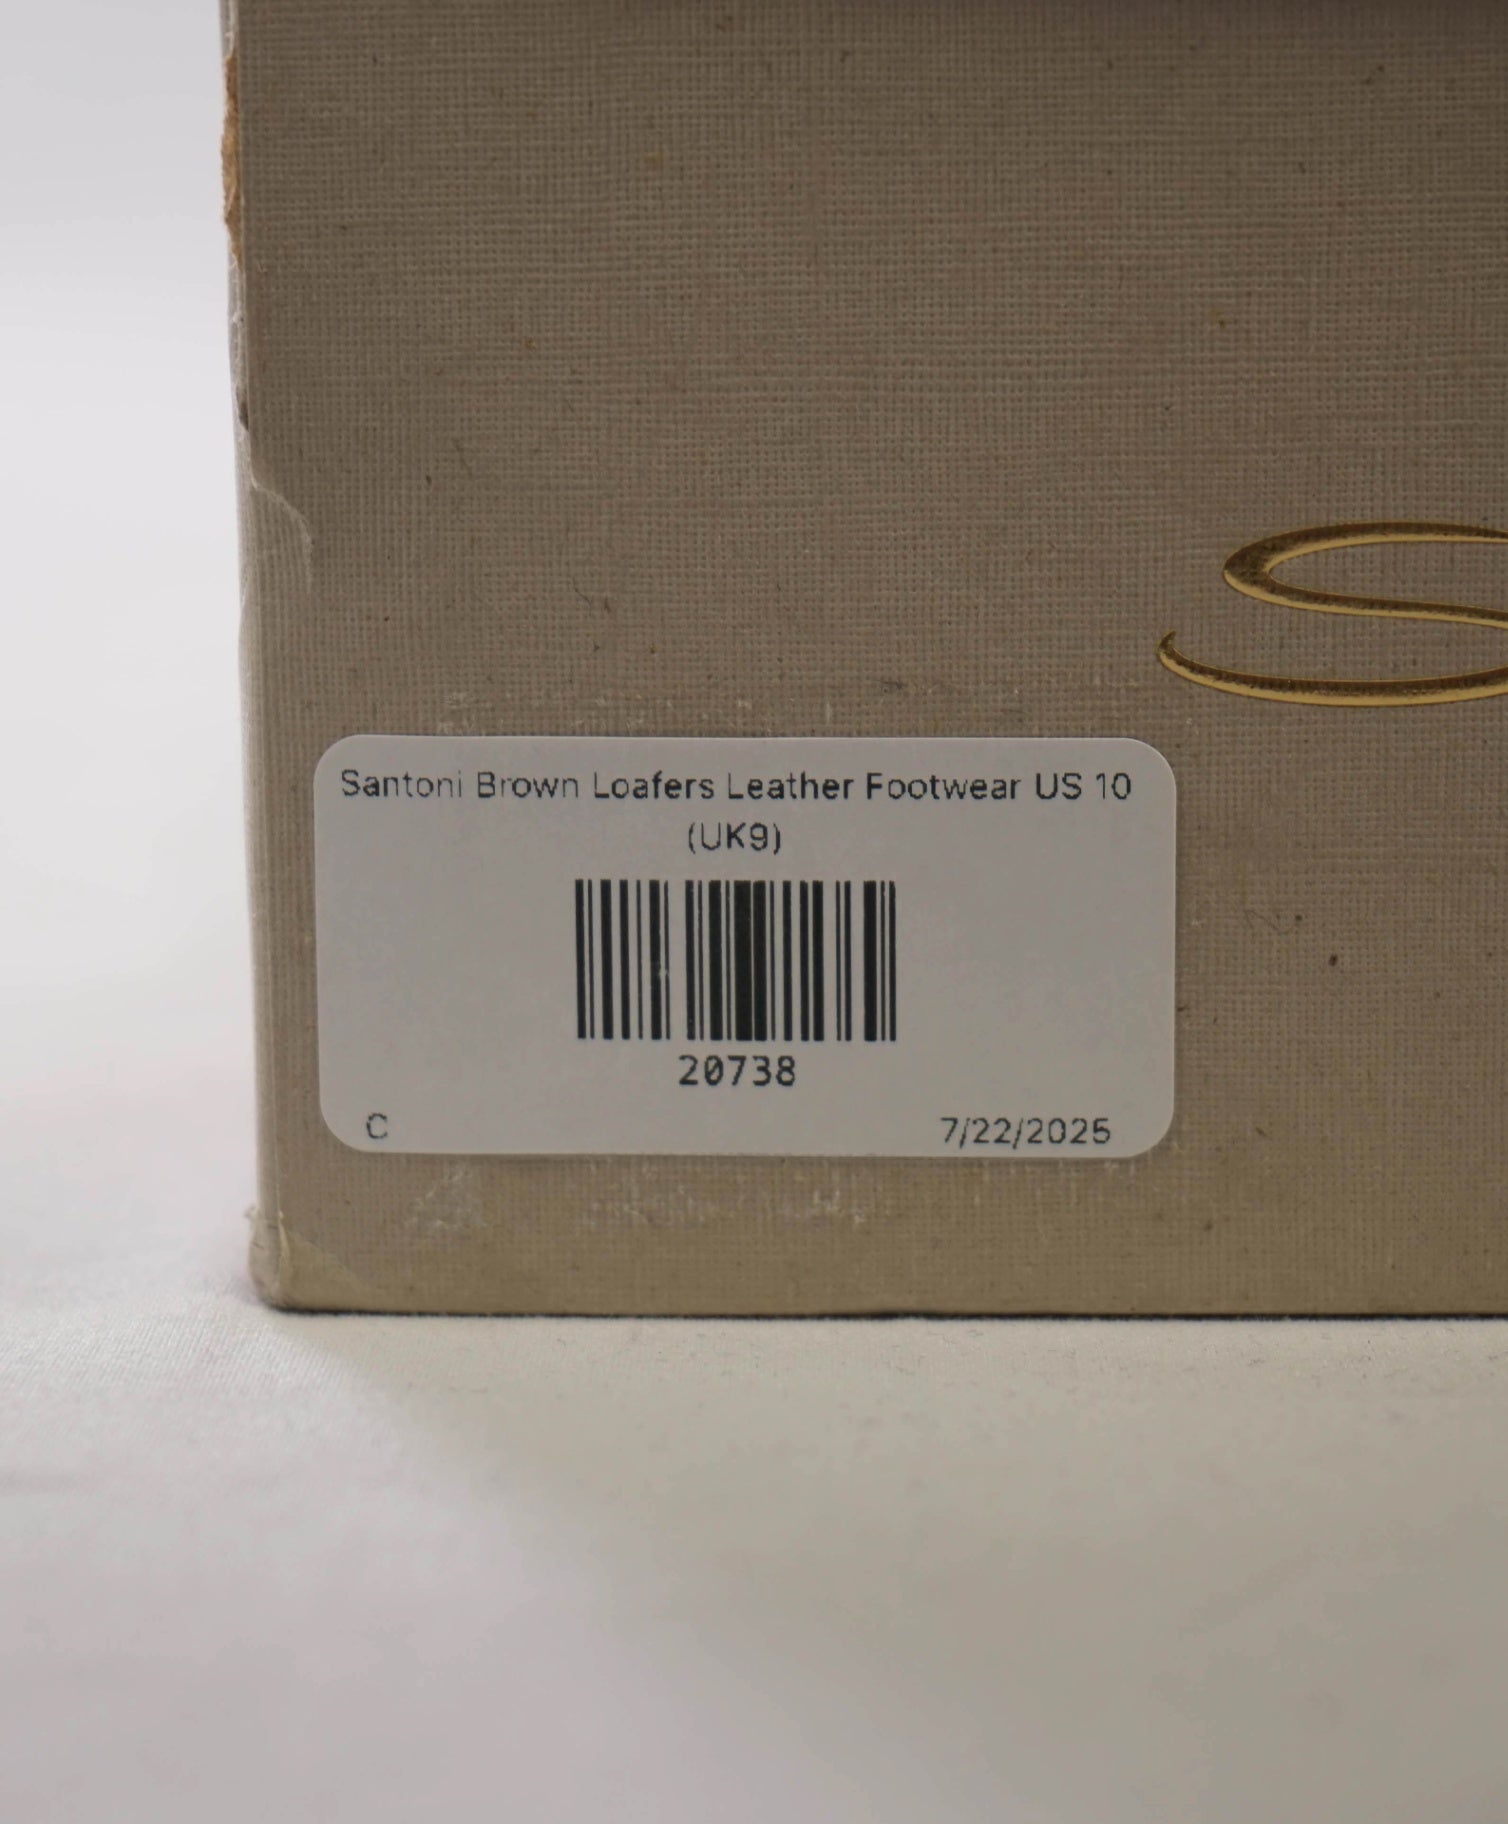 S
Santoni Brown Loafers Leather Footwear US 10
(UK9)
20738
C
7/22/2025